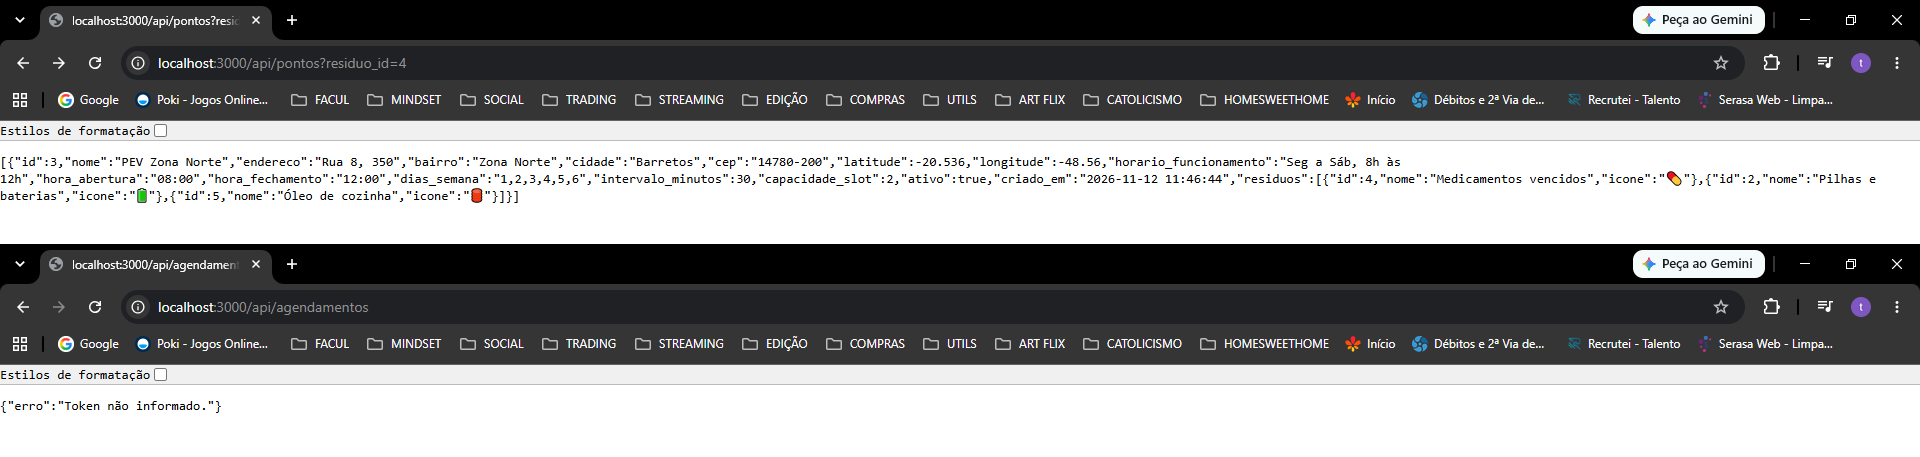 localhost:3000/api/pontos?resid
Peça ao Gemini
localhost:3000/api/pontos?residuo_id=4
t
Google
Poki - Jogos Online...
FACUL
MINDSET
SOCIAL
TRADING
STREAMING
EDIÇÃO
COMPRAS
UTILS
ART FLIX
CATOLICISMO
HOMESWEETHOME
Início
Débitos e 2ª Via de...
Recrutei - Talento
Serasa Web - Limpa...
Estilos de formatação
[{"id":3,"nome":"PEV Zona Norte","endereco":"Rua 8, 350","bairro":"Zona Norte","cidade":"Barretos","cep":"14780-200","latitude":-20.536,"longitude":-48.56,"horario_funcionamento":"Seg a Sáb, 8h às
12h","hora_abertura":"08:00","hora_fechamento":"12:00","dias_semana":"1,2,3,4,5,6","intervalo_minutos":30,"capacidade_slot":2,"ativo":true,"criado_em":"2026-11-12 11:46:44","residuos":[{"id":4,"nome":"Medicamentos vencidos","icone":"💊"},{"id":2,"nome":"Pilhas e
baterias","icone":"🔋"},{"id":5,"nome":"Óleo de cozinha","icone":"🛢️"}]}]
localhost:3000/api/agendament
Peça ao Gemini
localhost:3000/api/agendamentos
t
Google
Poki - Jogos Online...
FACUL
MINDSET
SOCIAL
TRADING
STREAMING
EDIÇÃO
COMPRAS
UTILS
ART FLIX
CATOLICISMO
HOMESWEETHOME
Início
Débitos e 2ª Via de...
Recrutei - Talento
Serasa Web - Limpa...
Estilos de formatação
{"erro":"Token não informado."}